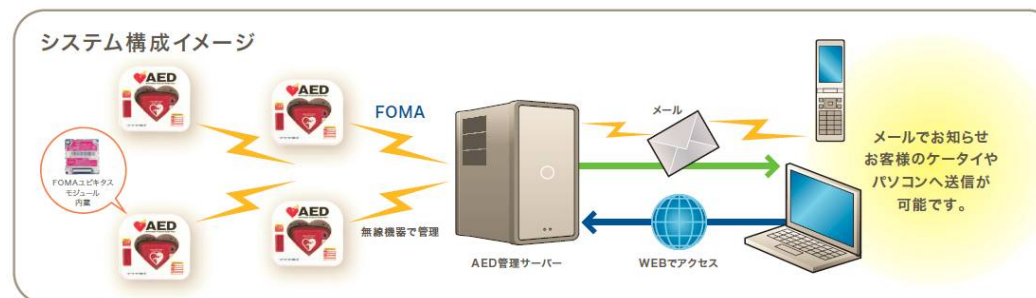 システム構成イメージ
AED
AED
FOMA
メール
FOMAユビキタス
モジュール
内蔵
AED
AED
無線機器で管理
AED管理サーバー
WEBでアクセス
メールでお知らせ
お客様のケータイや
パソコンへ送信が
可能です。